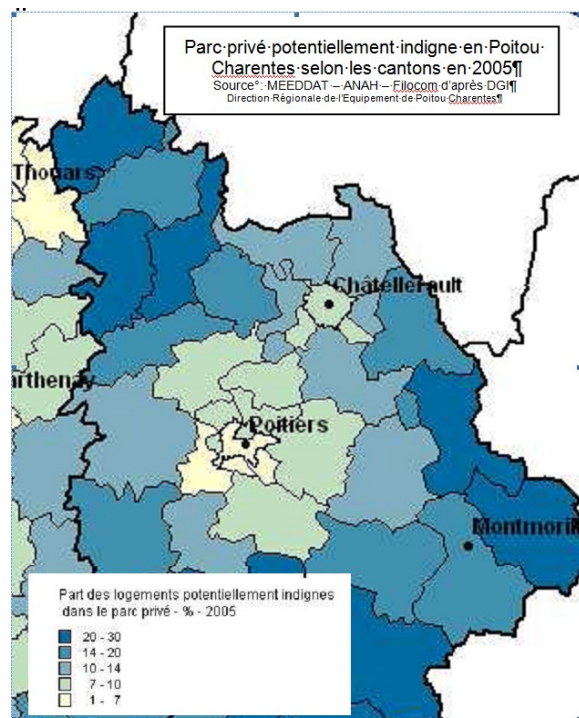 Parc·privé·potentiellement·indigne·en·Poitou·
Charentes·selon·les·cantons·en·2005¶
Source°:·MEEDDAT·–·ANAH·–·Filocom·d'après·DGI¶
Direction·Régionale·de·l'Equipement·de·Poitou·Charentes¶
Thouars
Châtellerault
arthenay
Poitiers
Montmoril
Part des logements potentiellement indignes
dans le parc privé - % - 2005
20 - 30
14 - 20
10 - 14
7 - 10
1 - 7